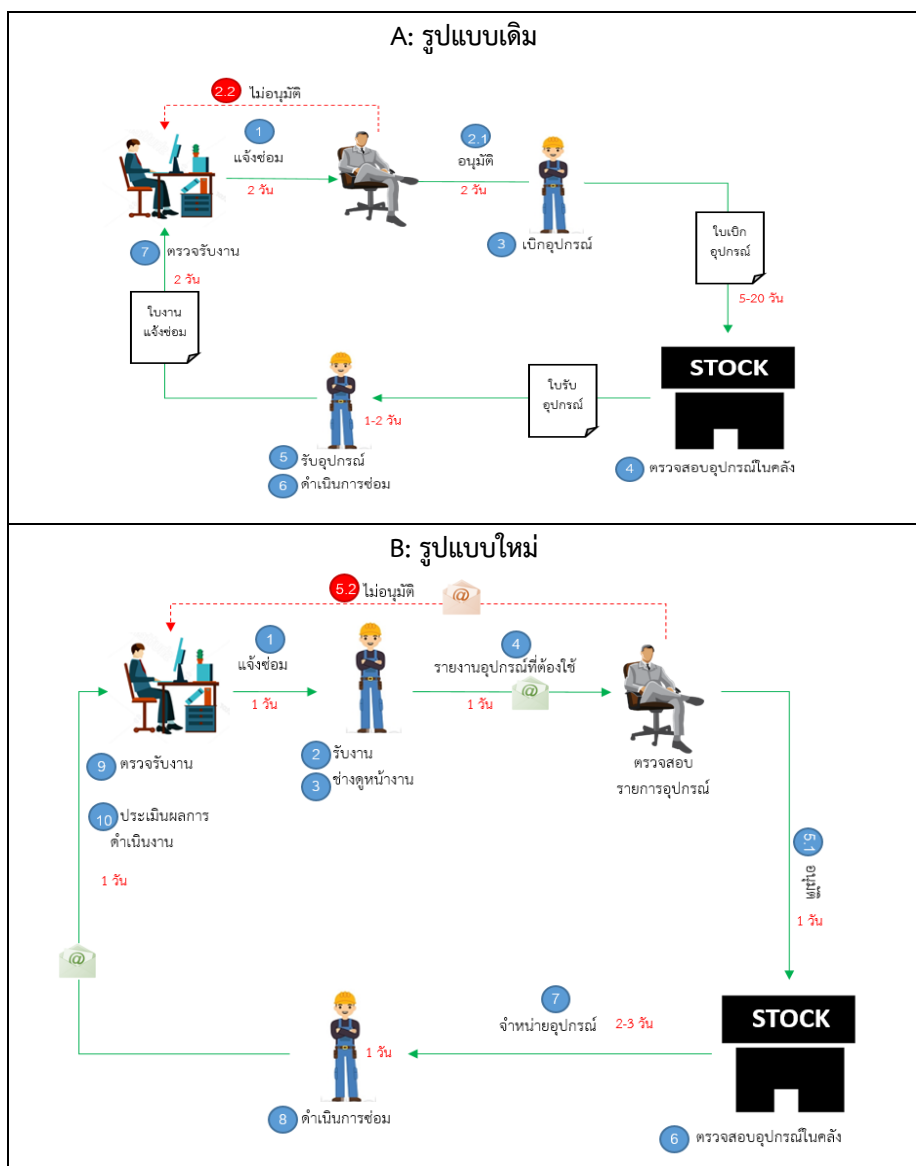 A: รูปแบบเดิม
2.2 ไม่อนุมัติ
1
แจ้งซ่อม
2 วัน
2.1
อนุมัติ
2 วัน
3 เบิกอุปกรณ์
ใบเบิก
อุปกรณ์
5-20 วัน
7 ตรวจรับงาน
2 วัน
ใบงาน
แจ้งซ่อม
STOCK
ใบรับ
อุปกรณ์
1-2 วัน
5 รับอุปกรณ์
6 ดำเนินการซ่อม
4 ตรวจสอบอุปกรณ์ในคลัง
B: รูปแบบใหม่
5.2 ไม่อนุมัติ
@
1
แจ้งซ่อม
1 วัน
4
รายงานอุปกรณ์ที่ต้องใช้
1 วัน
@
2 รับงาน
3 ช่างดูหน้างาน
ตรวจสอบ
รายการอุปกรณ์
9 ตรวจรับงาน
10 ประเมินผลการ
ดำเนินงาน
1 วัน
5.1
อนุมัติ
1 วัน
@
7
จำหน่ายอุปกรณ์ 2-3 วัน
STOCK
1 วัน
8 ดำเนินการซ่อม
6 ตรวจสอบอุปกรณ์ในคลัง